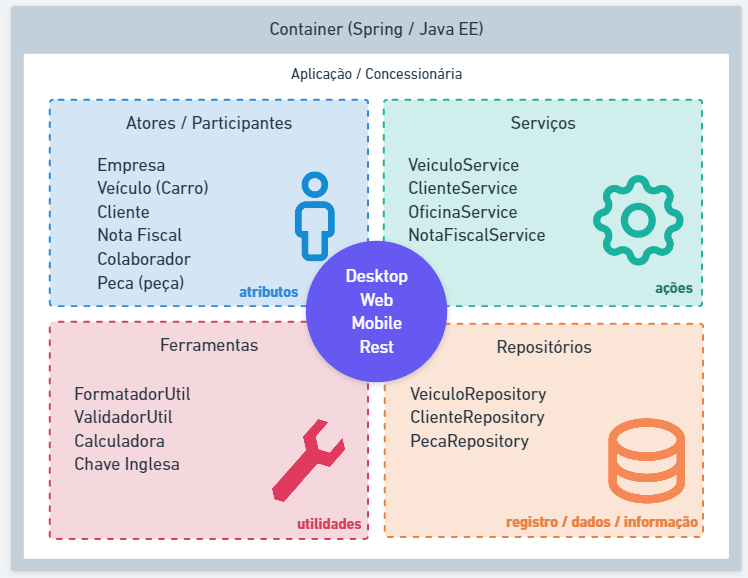 Container (Spring / Java EE)
Aplicação / Concessionária
Atores / Participantes
Empresa
Veículo (Carro)
Cliente
Nota Fiscal
Colaborador
Peca (peça)
atributos
Serviços
VeiculoService
ClienteService
OficinaService
NotaFiscalService
ações
Desktop
Web
Mobile
Rest
Ferramentas
FormatadorUtil
ValidadorUtil
Calculadora
Chave Inglesa
utilidades
Repositórios
VeiculoRepository
ClienteRepository
PecaRepository
registro / dados / informação